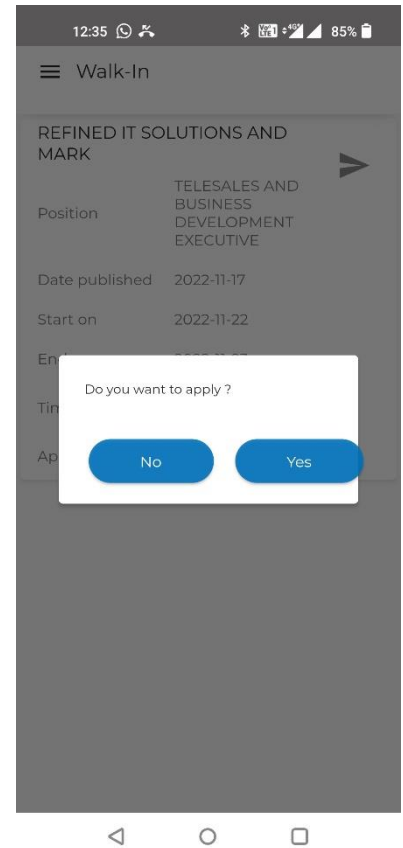 12:35 85%
Walk-In
REFINED IT SOLUTIONS AND
MARK
TELESALES AND
Position BUSINESS
DEVELOPMENT
EXECUTIVE
Date published 2022-11-17
Start on 2022-11-22
Do you want to apply ?
No Yes